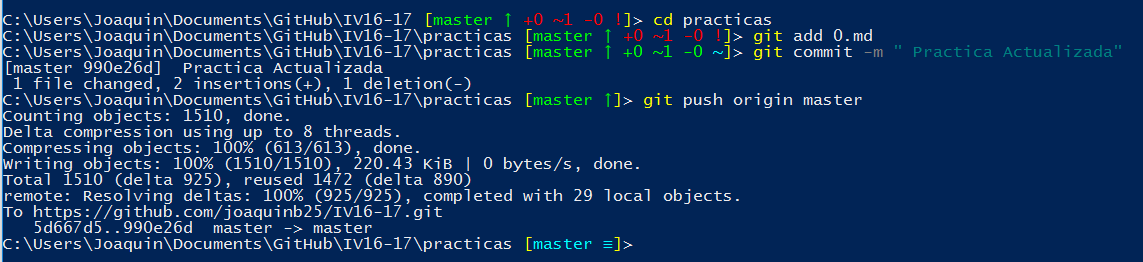 C:\Users\Joaquin\Documents\GitHub\IV16-17 [master ↑ +0 ~1 -0 !]> cd practicas
C:\Users\Joaquin\Documents\GitHub\IV16-17\practicas [master ↑ +0 ~1 -0 !]> git add 0.md
C:\Users\Joaquin\Documents\GitHub\IV16-17\practicas [master ↑ +0 ~1 -0 ~]> git commit -m " Practica Actualizada"
[master 990e26d]  Practica Actualizada
 1 file changed, 2 insertions(+), 1 deletion(-)
C:\Users\Joaquin\Documents\GitHub\IV16-17\practicas [master ↑]> git push origin master
Counting objects: 1510, done.
Delta compression using up to 8 threads.
Compressing objects: 100% (613/613), done.
Writing objects: 100% (1510/1510), 220.43 KiB | 0 bytes/s, done.
Total 1510 (delta 925), reused 1472 (delta 890)
remote: Resolving deltas: 100% (925/925), completed with 29 local objects.
To https://github.com/joaquinb25/IV16-17.git
    5d667d5..990e26d  master -> master
C:\Users\Joaquin\Documents\GitHub\IV16-17\practicas [master ≡]>